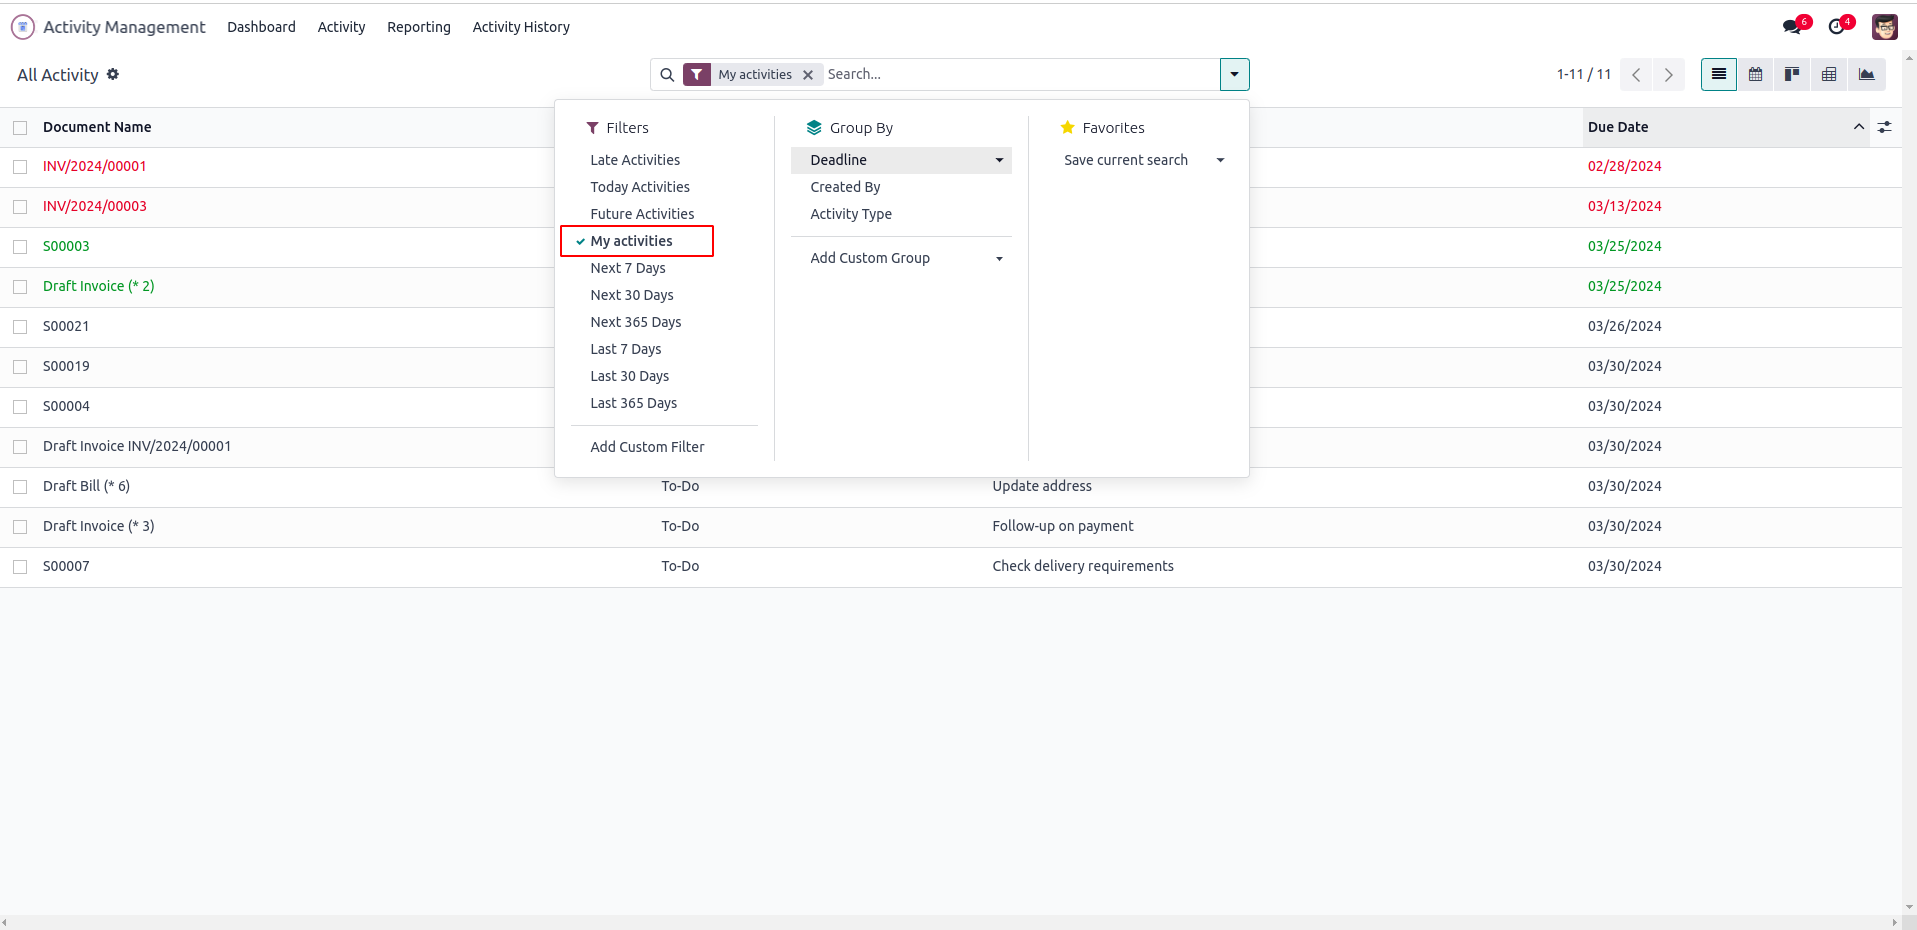 Activity Management Dashboard Activity Reporting Activity History 6 4
All Activity My activities Search... 1-11 / 11
Filters Group By Favorites
Late Activities Deadline Save current search
Today Activities Created By
Future Activities Activity Type
My activities
Next 7 Days Add Custom Group
Next 30 Days
Next 365 Days
Last 7 Days
Last 30 Days
Last 365 Days
Add Custom Filter
Document Name Due Date
INV/2024/00001 02/28/2024
INV/2024/00003 03/13/2024
S00003 03/25/2024
Draft Invoice (* 2) 03/25/2024
S00021 03/26/2024
S00019 03/30/2024
S00004 03/30/2024
Draft Invoice INV/2024/00001 03/30/2024
Draft Bill (* 6) To-Do Update address 03/30/2024
Draft Invoice (* 3) To-Do Follow-up on payment 03/30/2024
S00007 To-Do Check delivery requirements 03/30/2024